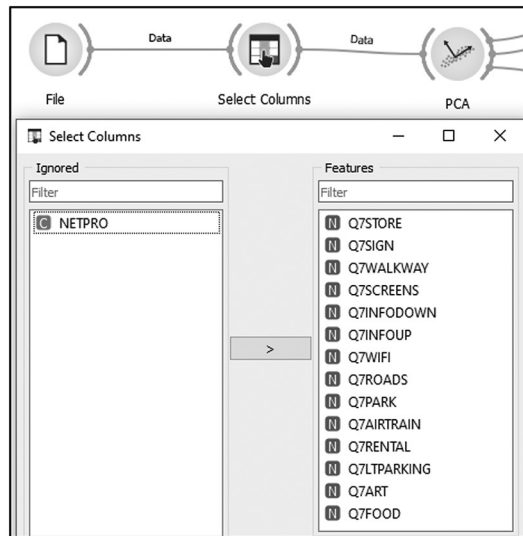 Data
Data
File
Select Columns
PCA
Select Columns
Ignored
Features
Filter
Filter
C NETPRO
N Q7STORE
N Q7SIGN
N Q7WALKWAY
N Q7SCREENS
N Q7INFODOWN
N Q7INFOUP
N Q7WIFI
N Q7ROADS
N Q7PARK
N Q7AIRTRAIN
N Q7RENTAL
N Q7LTPARKING
N Q7ART
N Q7FOOD
>